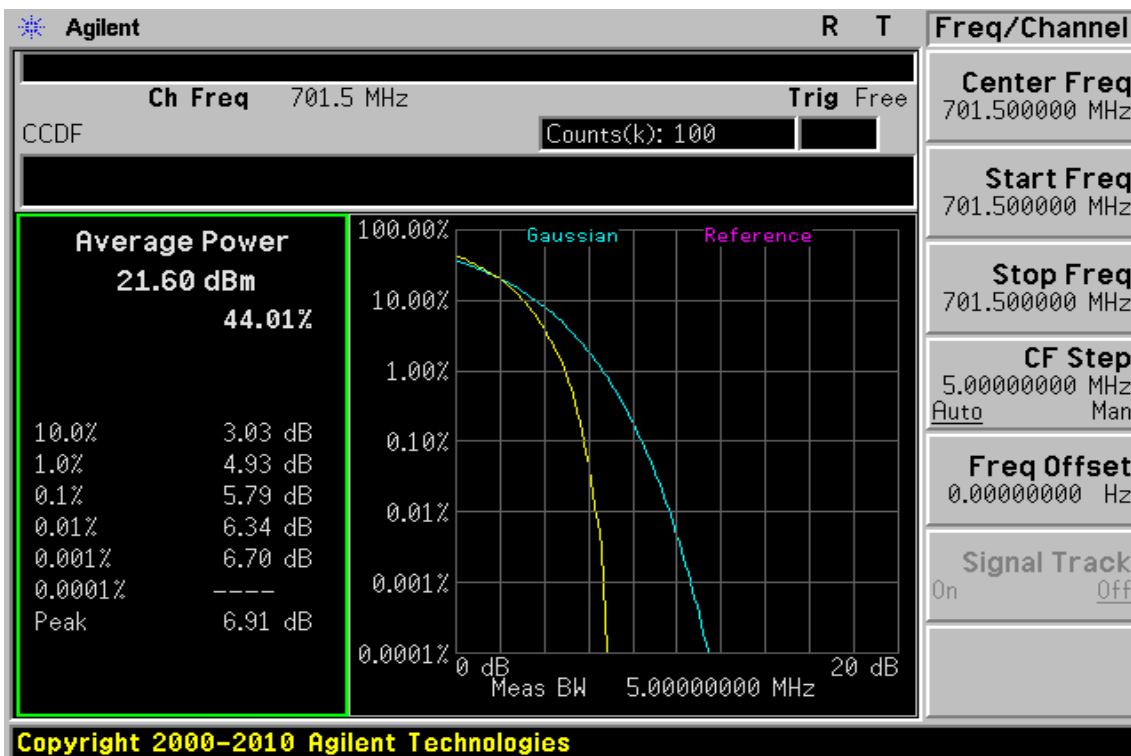 Agilent R T Freq/Channel
Ch Freq 701.5 MHz Trig Free
CCDF Counts(k): 100
Center Freq
701.500000 MHz
Start Freq
701.500000 MHz
Stop Freq
701.500000 MHz
CF Step
5.00000000 MHz
Auto Man
Freq Offset
0.00000000 Hz
Signal Track
On Off
Average Power
21.60 dBm
44.01%
10.0% 3.03 dB
1.0% 4.93 dB
0.1% 5.79 dB
0.01% 6.34 dB
0.001% 6.70 dB
0.0001% ----
Peak 6.91 dB
Gaussian Reference
100.00%
10.00%
1.00%
0.10%
0.01%
0.001%
0.0001%
0 dB 20 dB
Meas BW 5.00000000 MHz
Copyright 2000-2010 Agilent Technologies